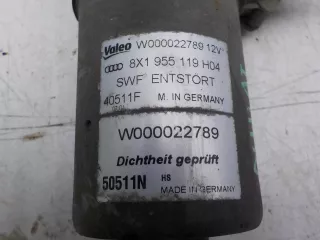 Valeo W000022789 12V
8X1 955 119 H04
SWF ENTSTÖRT
40511F M. IN GERMANY
W000022789
Dichtheit geprüft
50511N HS
MADE IN GERMANY